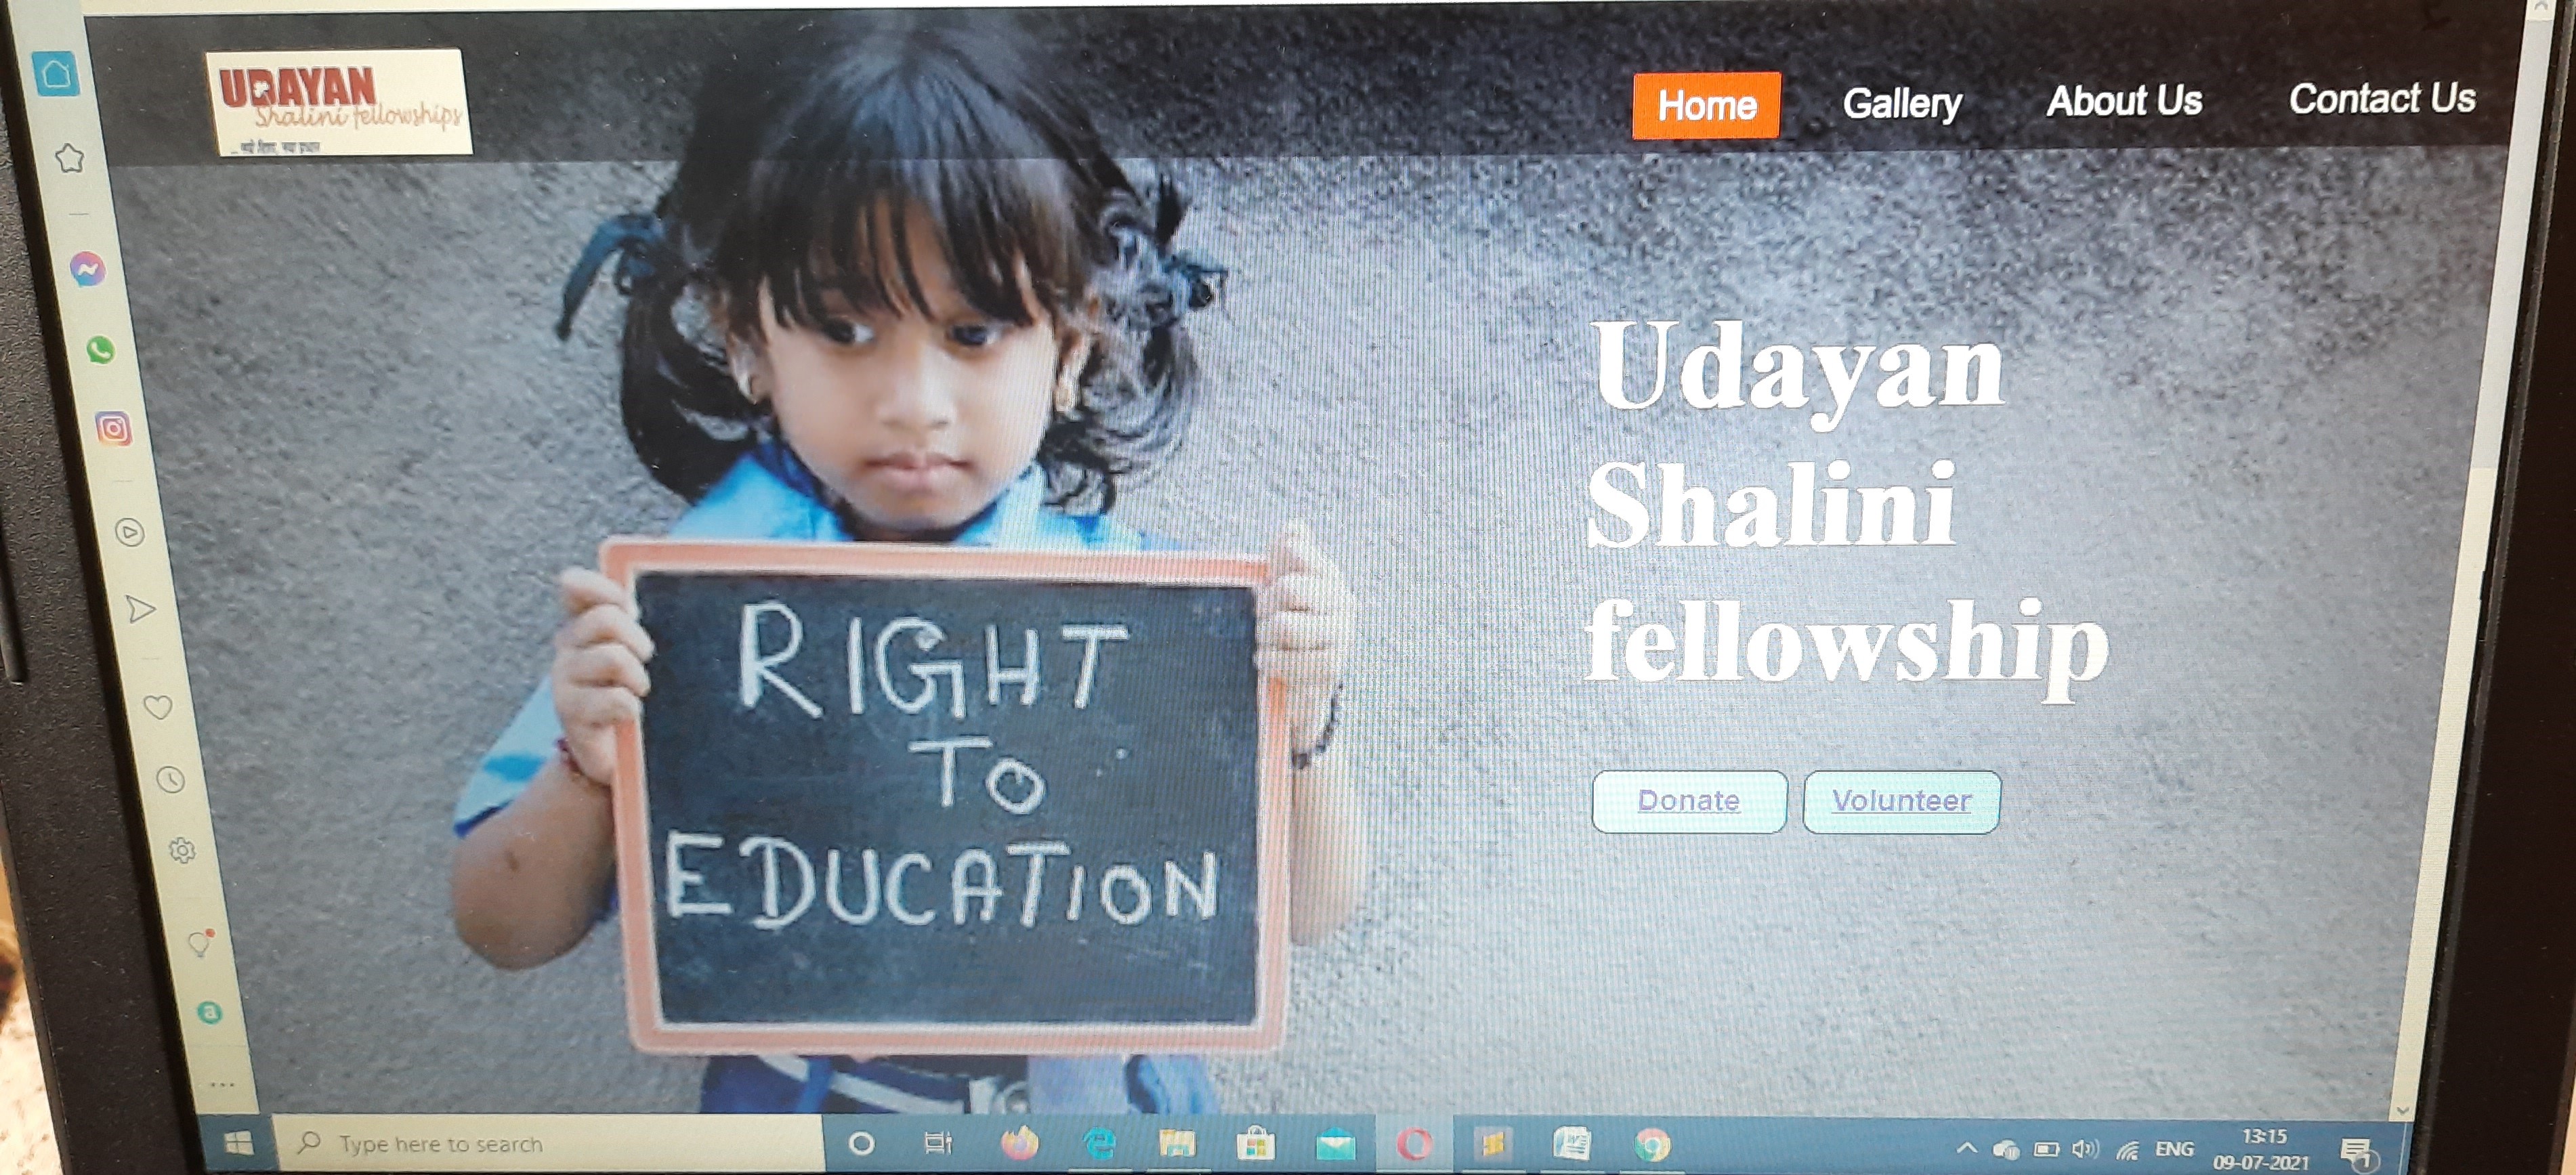 UDAYAN
Shalini fellowships
Home
Gallery
About Us
Contact Us
Udayan
Shalini
fellowship
Donate
Volunteer
RIGHT
TO
EDUCATION
a
Type here to search
ENG
13:15
09-07-2021
1